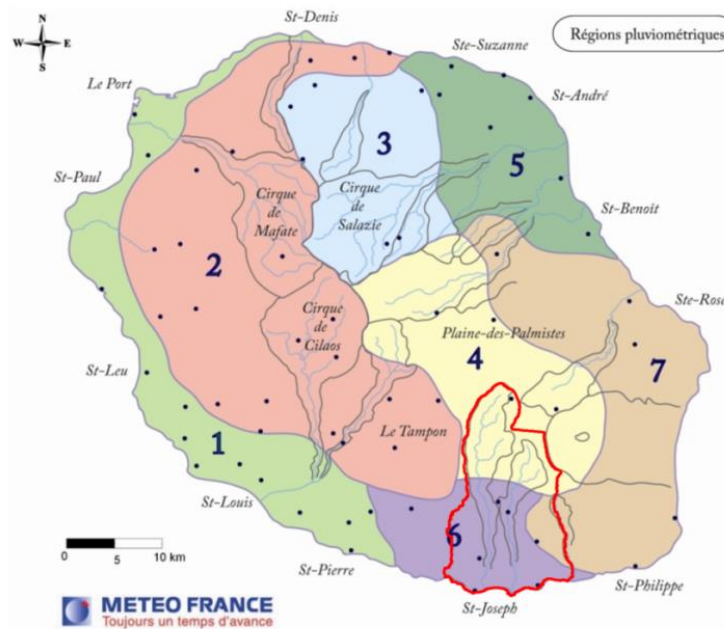 N
W E
S
St-Denis
Régions pluviométriques
Ste-Suzanne
Le Port
St-André
3
5
St-Paul
Cirque
de
Mafate
Cirque
de
Salazie
St-Benoit
2
Ste-Rose
Cirque
de
Cilaos
Plaine-des-Palmistes
4
7
St-Leu
Le Tampon
1
St-Louis
6
0 5 10 km
St-Pierre
St-Philippe
St-Joseph
METEO FRANCE
Toujours un temps d'avance